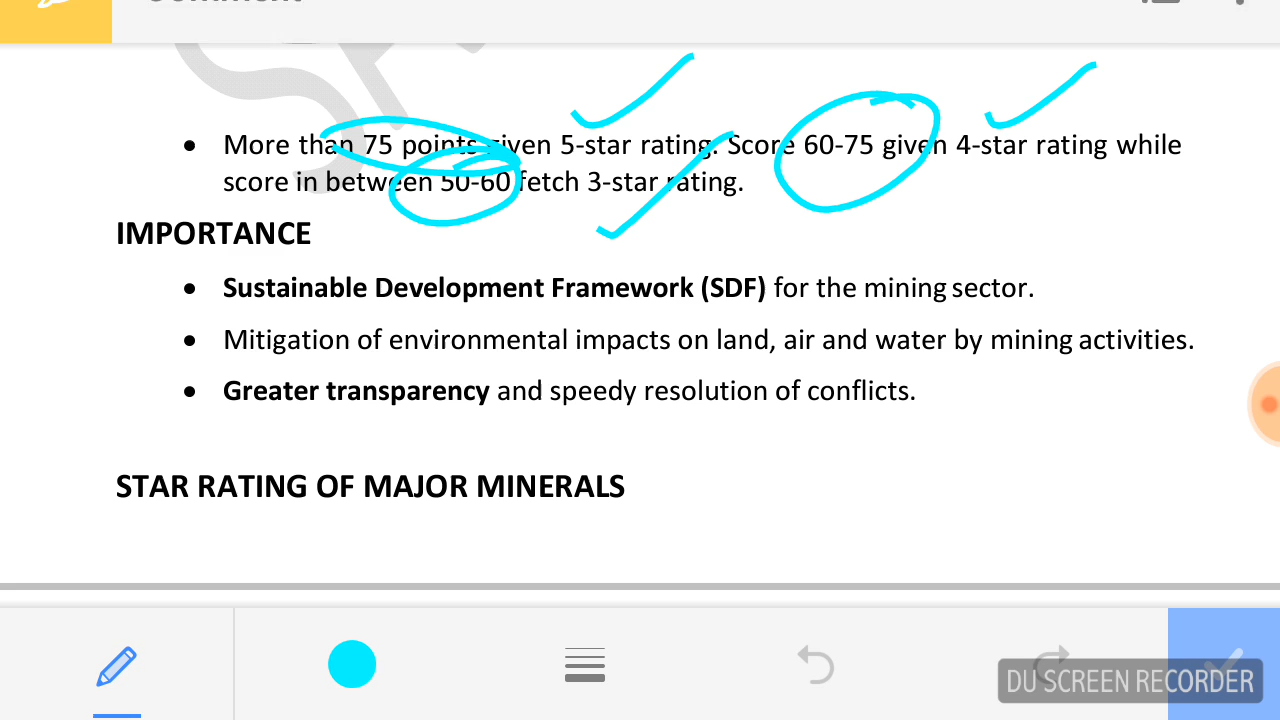 Comment
• More than 75 points given 5-star rating. Score 60-75 given 4-star rating while
score in between 50-60 fetch 3-star rating.
IMPORTANCE
• Sustainable Development Framework (SDF) for the mining sector.
• Mitigation of environmental impacts on land, air and water by mining activities.
• Greater transparency and speedy resolution of conflicts.
STAR RATING OF MAJOR MINERALS
DU SCREEN RECORDER